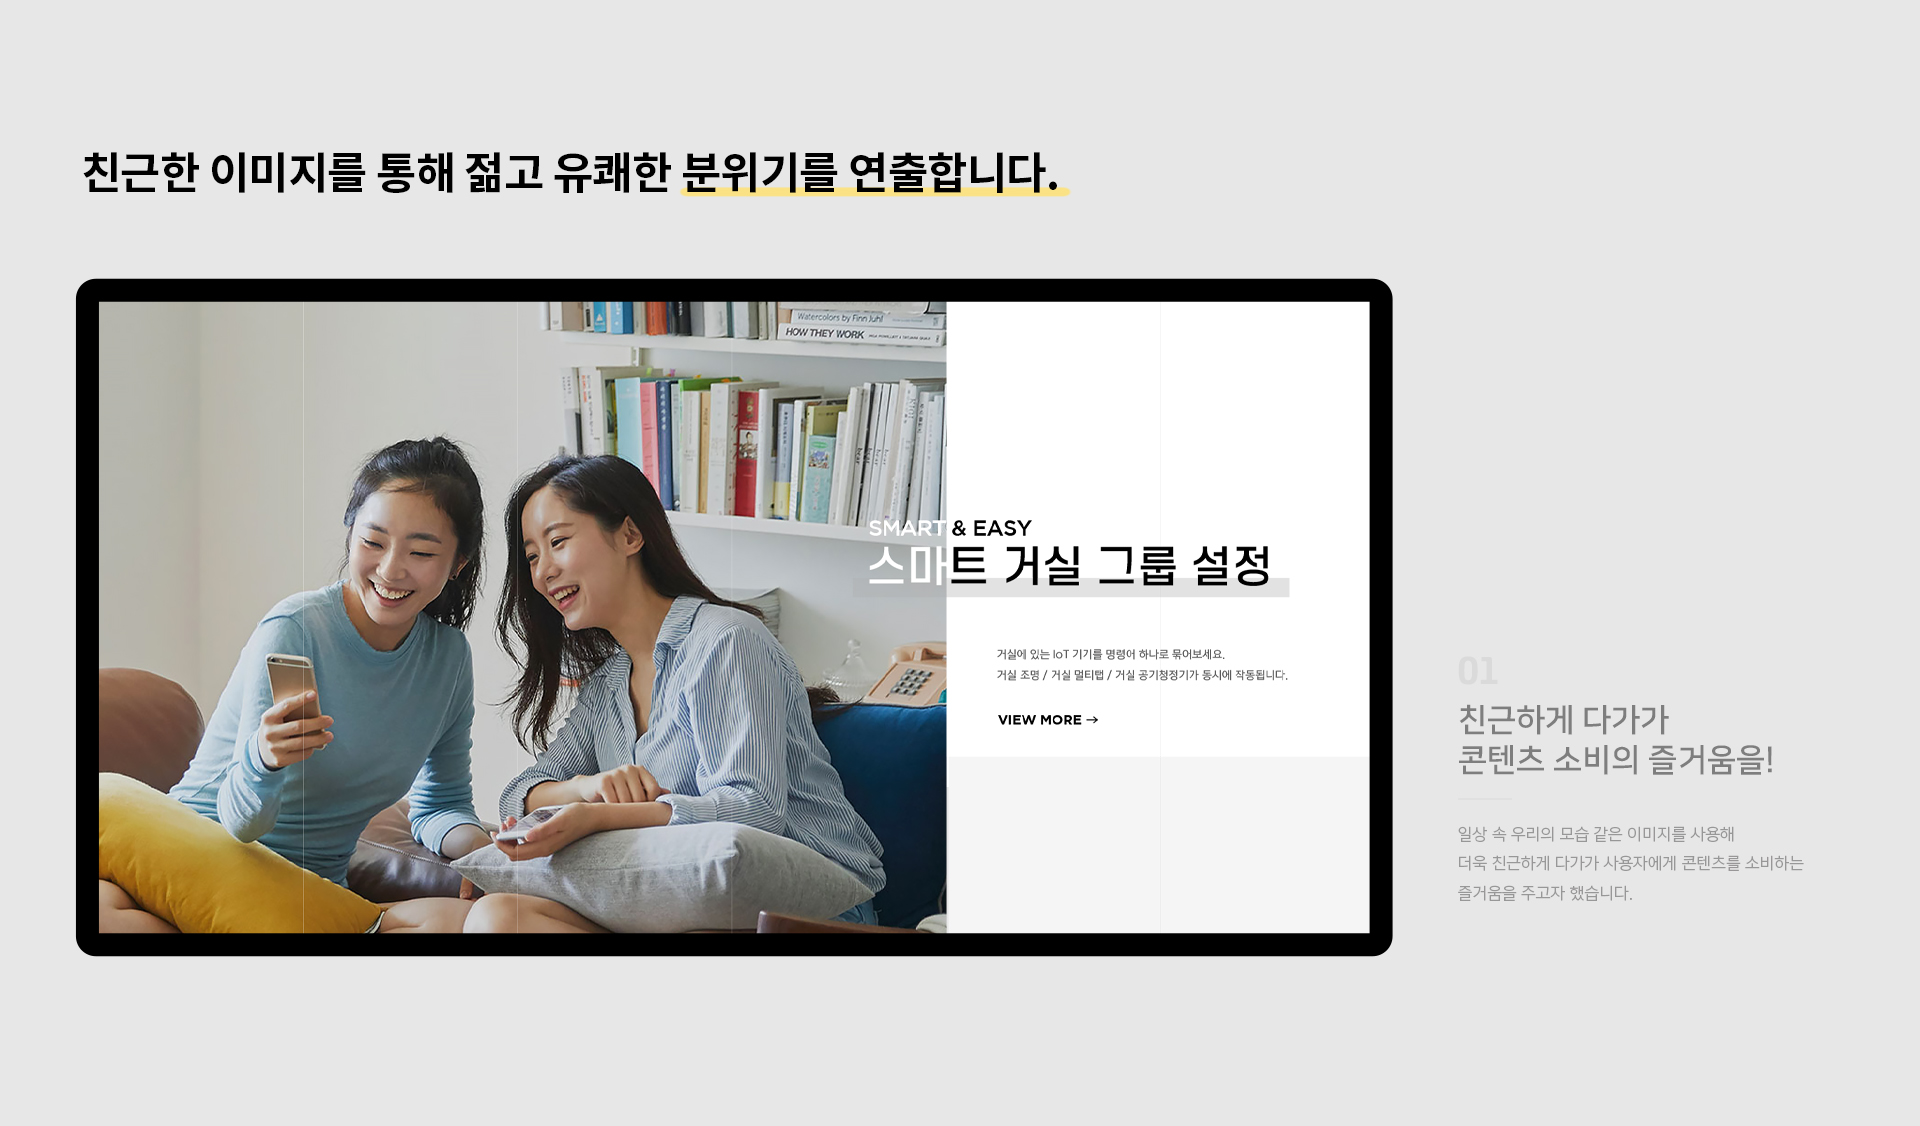 친근한 이미지를 통해 젊고 유쾌한 분위기를 연출합니다.
Watercolors by Finn Juhl
HOW THEY WORK
SMART & EASY
스마트 거실 그룹 설정
거실에 있는 IoT 기기를 명령어 하나로 묶어보세요.
거실 조명 / 거실 멀티탭 / 거실 공기청정기가 동시에 작동됩니다.
VIEW MORE →
01
친근하게 다가가
콘텐츠 소비의 즐거움을!
일상 속 우리의 모습 같은 이미지를 사용해
더욱 친근하게 다가가 사용자에게 콘텐츠를 소비하는
즐거움을 주고자 했습니다.